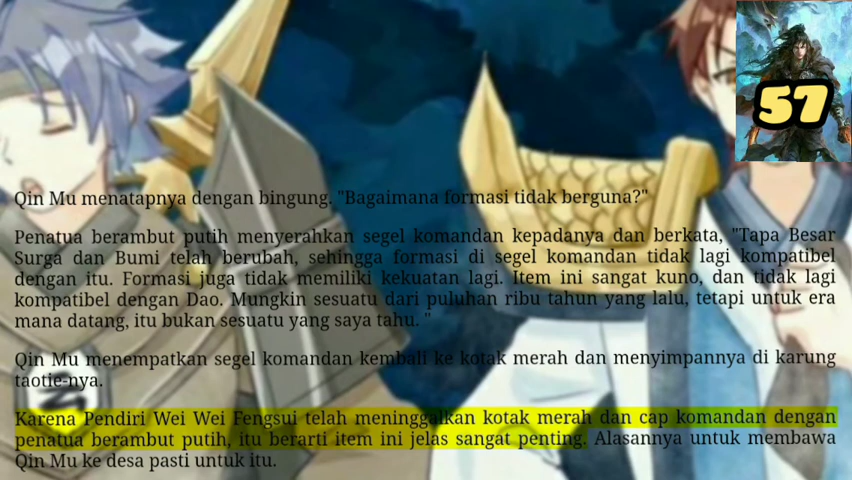 57
Qin Mu menatapnya dengan bingung. "Bagaimana formasi tidak berguna?"
Penatua berambut putih menyerahkan segel komandan kepadanya dan berkata, "Tapa Besar
Surga dan Bumi telah berubah, sehingga formasi di segel komandan tidak lagi kompatibel
dengan itu. Formasi juga tidak memiliki kekuatan lagi. Item ini sangat kuno, dan tidak lagi
kompatibel dengan Dao. Mungkin sesuatu dari puluhan ribu tahun yang lalu, tetapi untuk era
mana datang, itu bukan sesuatu yang saya tahu. "
Qin Mu menempatkan segel komandan kembali ke kotak merah dan menyimpannya di karung
taotie-nya.
Karena Pendiri Wei Wei Fengsui telah meninggalkan kotak merah dan cap komandan dengan
penatua berambut putih, itu berarti item ini jelas sangat penting. Alasannya untuk membawa
Qin Mu ke desa pasti untuk itu.